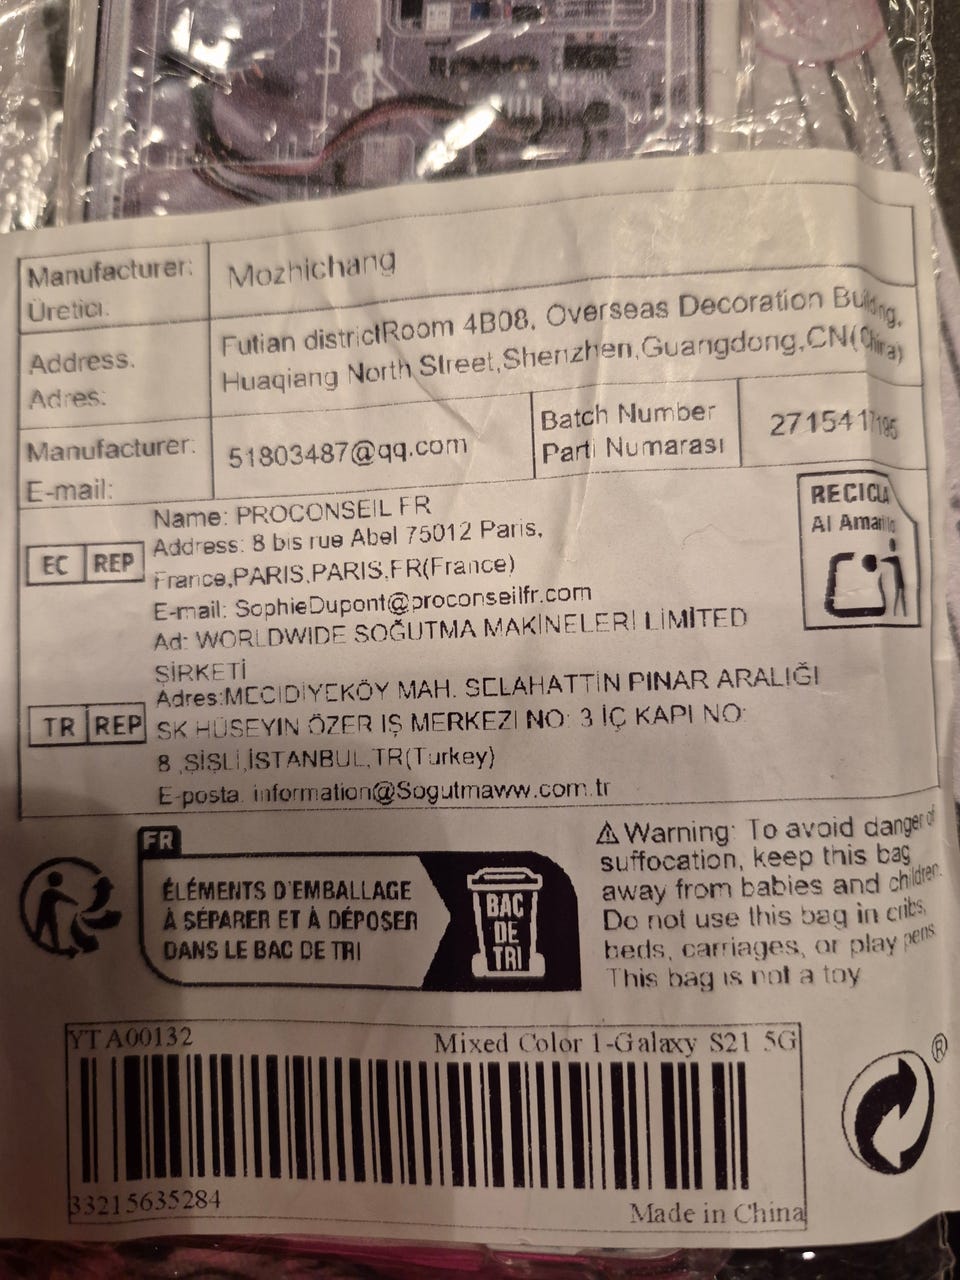 Manufacturer: Mozhichang
Üretici:
Address. Futian districtRoom 4B08, Overseas Decoration Building,
Adres: Huaqiang North Street,Shenzhen,Guangdong,CN(China)
Manufacturer: 51803487@qq.com
E-mail:
Batch Number 2715417195
Parti Numarası
EC REP
Name: PROCONSEIL FR
Address: 8 bis rue Abel 75012 Paris,
France,PARIS,PARIS,FR(France)
E-mail: SophieDupont@proconseilfr.com
RECICLA
Al Amarillo
TR REP
Ad: WORLDWIDE SOĞUTMA MAKİNELERİ LİMİTED
ŞİRKETİ
Adres:MECİDİYEKÖY MAH. SELAHATTİN PINAR ARALIĞI
SK HÜSEYİN ÖZER İŞ MERKEZİ NO: 3 İÇ KAPI NO:
8 ,ŞİŞLİ,İSTANBUL,TR(Turkey)
E-posta. information@Sogutmaww.com.tr
FR
ÉLÉMENTS D'EMBALLAGE
À SÉPARER ET À DÉPOSER
DANS LE BAC DE TRI
BAC
DE
TRI
⚠ Warning: To avoid danger of
suffocation, keep this bag
away from babies and children.
Do not use this bag in cribs,
beds, carriages, or play pens.
This bag is not a toy
YTA00132 Mixed Color 1-Galaxy S21 5G
33215635284 Made in China
®